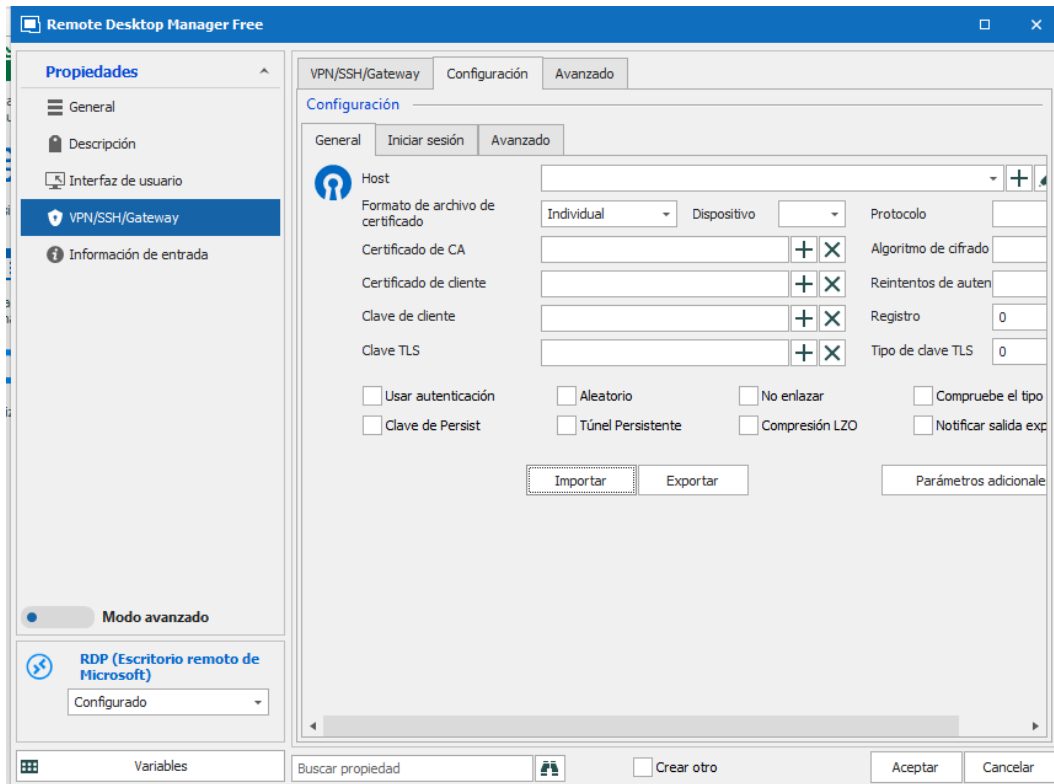 Remote Desktop Manager Free
Propiedades
General
Descripción
Interfaz de usuario
VPN/SSH/Gateway
Información de entrada
Modo avanzado
RDP (Escritorio remoto de
Microsoft)
Configurado
Variables
VPN/SSH/Gateway Configuración Avanzado
Configuración
General Iniciar sesión Avanzado
Host
Formato de archivo de
certificado
Individual Dispositivo Protocolo
Certificado de CA Algoritmo de cifrado
Certificado de cliente Reintentos de auten
Clave de cliente Registro 0
Clave TLS Tipo de clave TLS 0
Usar autenticación Aleatorio No enlazar Compruebe el tipo
Clave de Persist Túnel Persistente Compresión LZO Notificar salida exp
Importar Exportar Parámetros adicionale
Buscar propiedad Crear otro Aceptar Cancelar